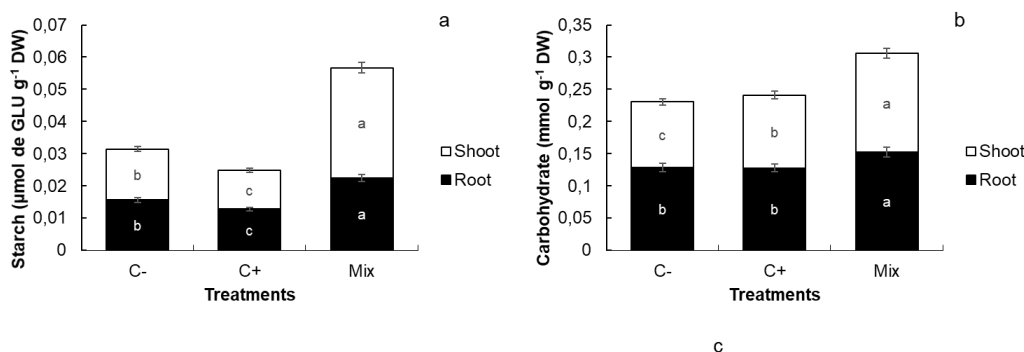 a
Starch (µmol de GLU g-1 DW)
0,07
0,06
0,05
0,04
0,03
0,02
0,01
0
b
b
c
c
a
a
C-
C+
Mix
Treatments
Shoot
Root
b
Carbohydrate (mmol g-1 DW)
0,35
0,3
0,25
0,2
0,15
0,1
0,05
0
c
b
b
b
a
a
C-
C+
Mix
Treatments
Shoot
Root
c